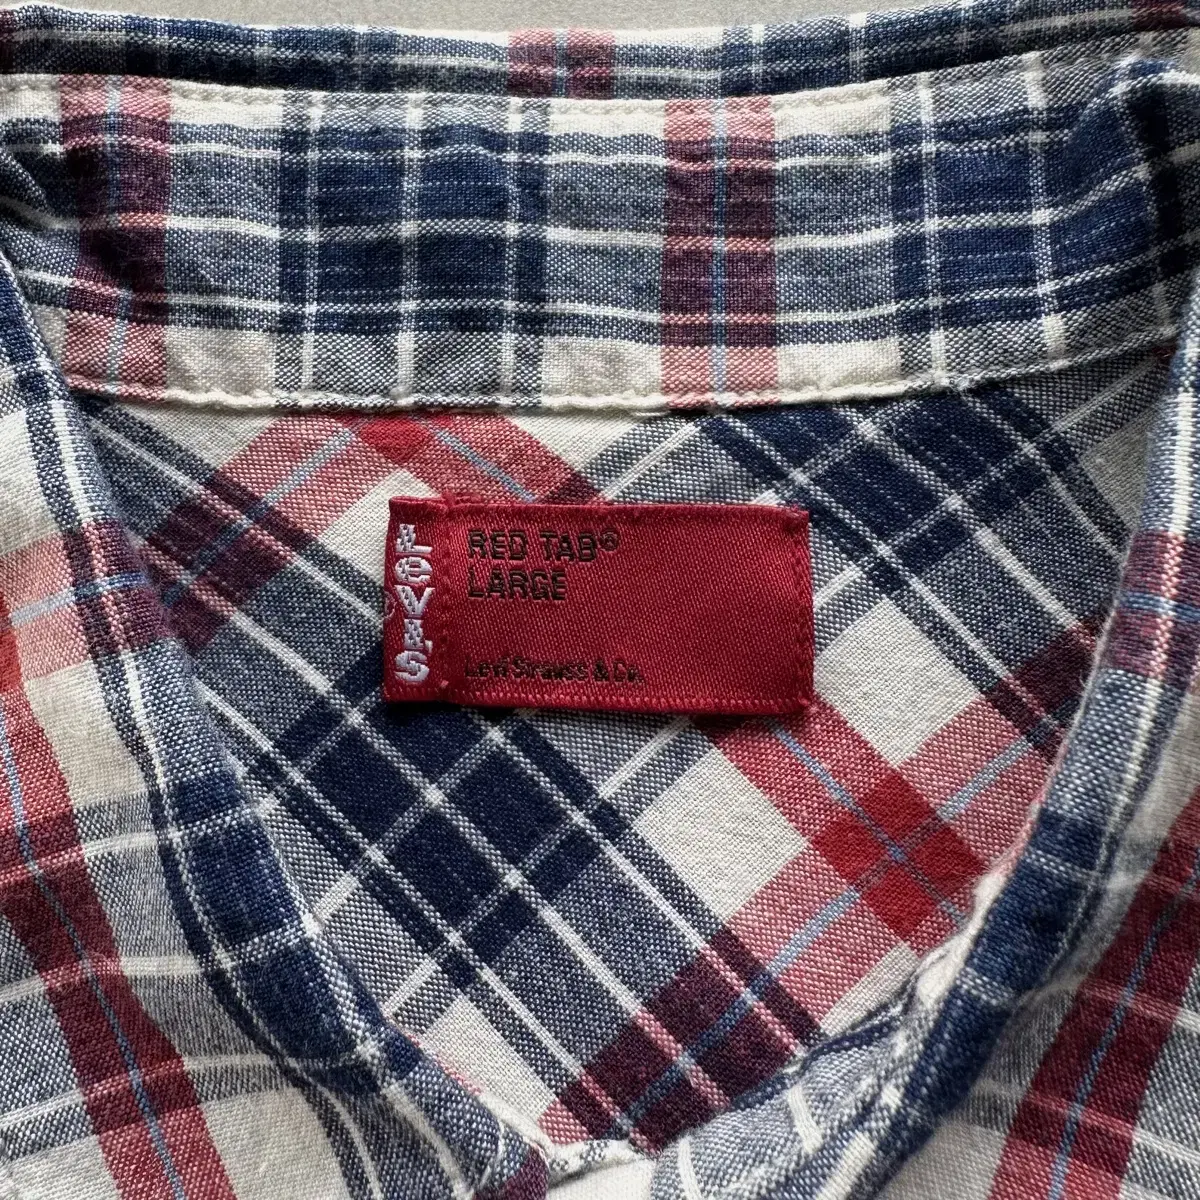 LeVI'S
RED TAB®
LARGE
Levi Strauss & Co.